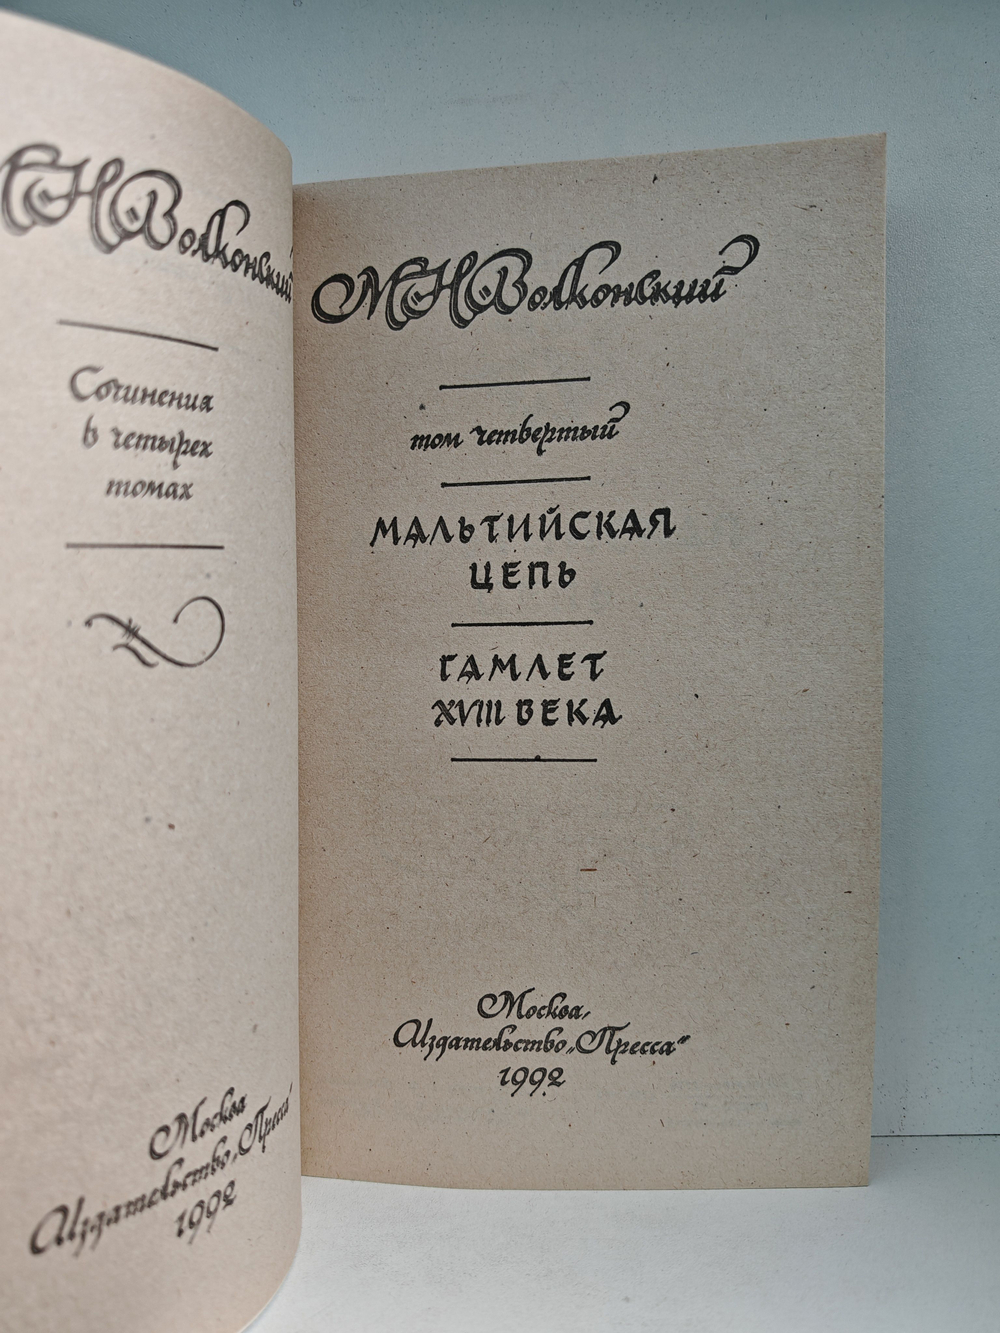 М Н Волконский
Сочинения
в четырех
томах
Москва
Издательство „Пресса“
1992
М Н Волконский
том четвертый
МАЛЬТИЙСКАЯ
ЦЕПЬ
ГАМЛЕТ
XVIII ВЕКА
Москва,
Издательство „Пресса“
1992